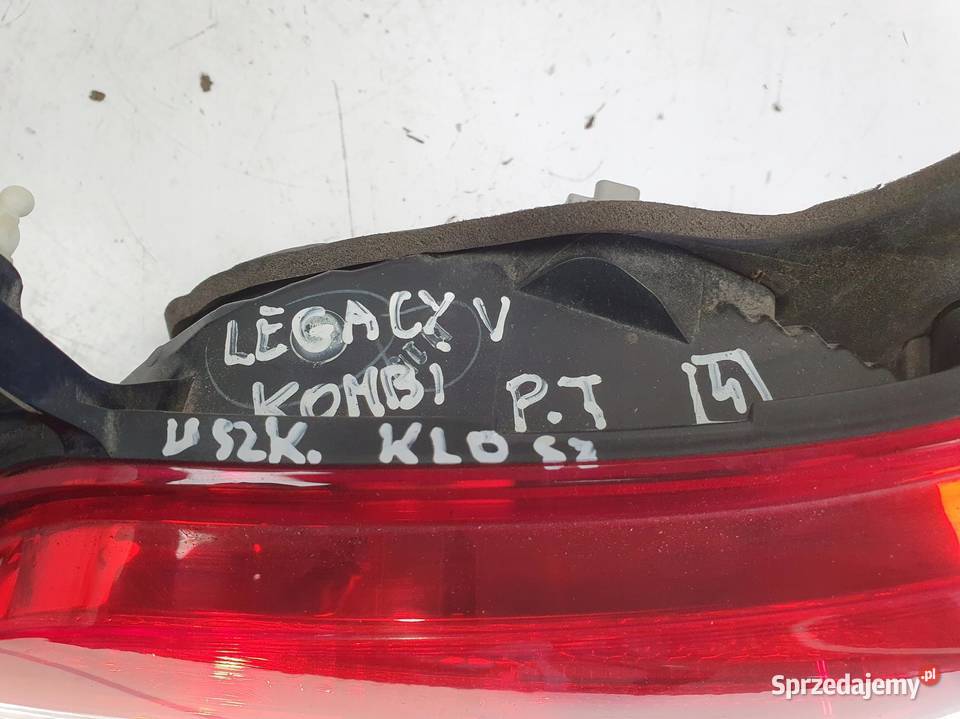 LEGACY V
KOMBI P.T 14
USZK. KLOSZ
Sprzedajemy.pl